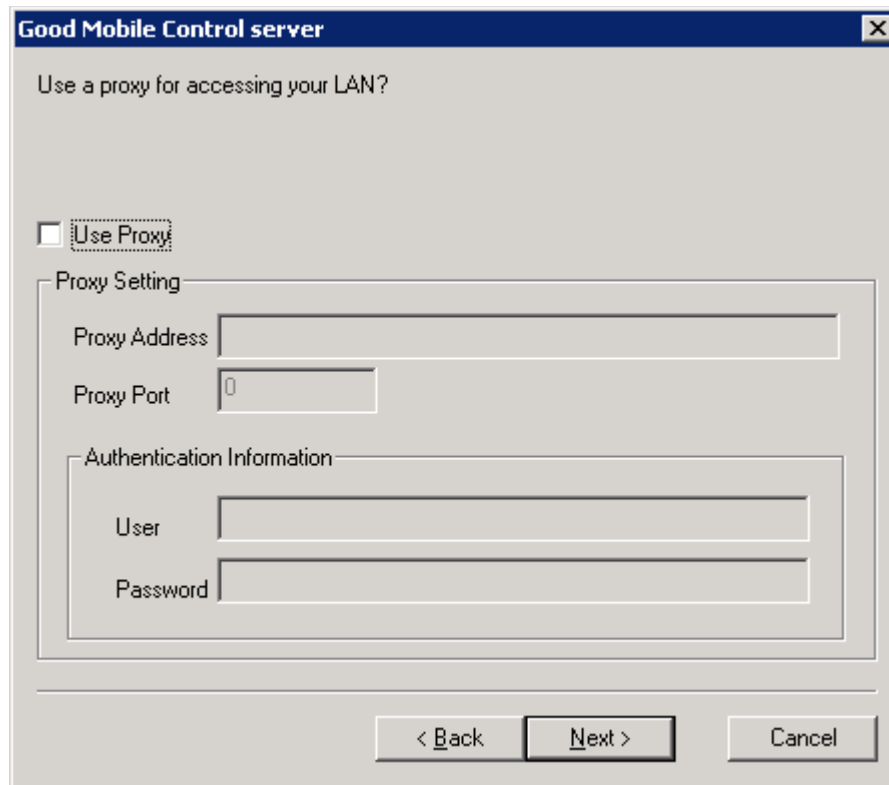 Good Mobile Control server
Use a proxy for accessing your LAN?
Use Proxy
Proxy Setting
Proxy Address
Proxy Port 0
Authentication Information
User
Password
< Back Next > Cancel